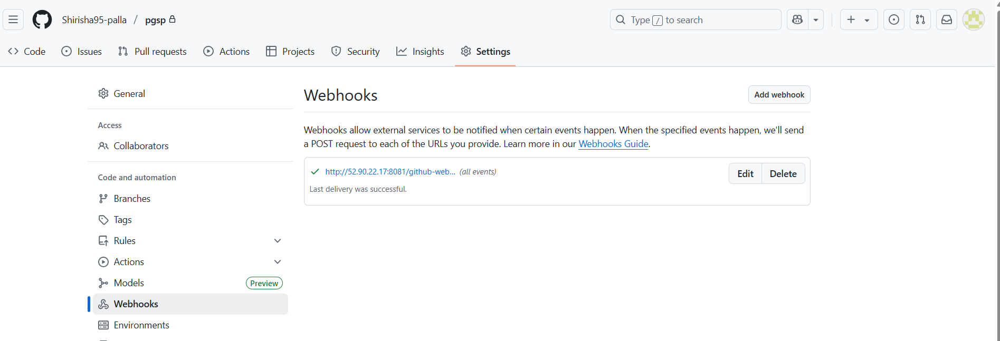 Shirisha95-palla / pgsp
Type / to search
Code Issues Pull requests Actions Projects Security Insights Settings
General
Access
Collaborators
Code and automation
Branches
Tags
Rules
Actions
Models Preview
Webhooks
Environments
Webhooks
Add webhook
Webhooks allow external services to be notified when certain events happen. When the specified events happen, we'll send
a POST request to each of the URLs you provide. Learn more in our Webhooks Guide.
http://52.90.22.17:8081/github-web... (all events)
Edit Delete
Last delivery was successful.